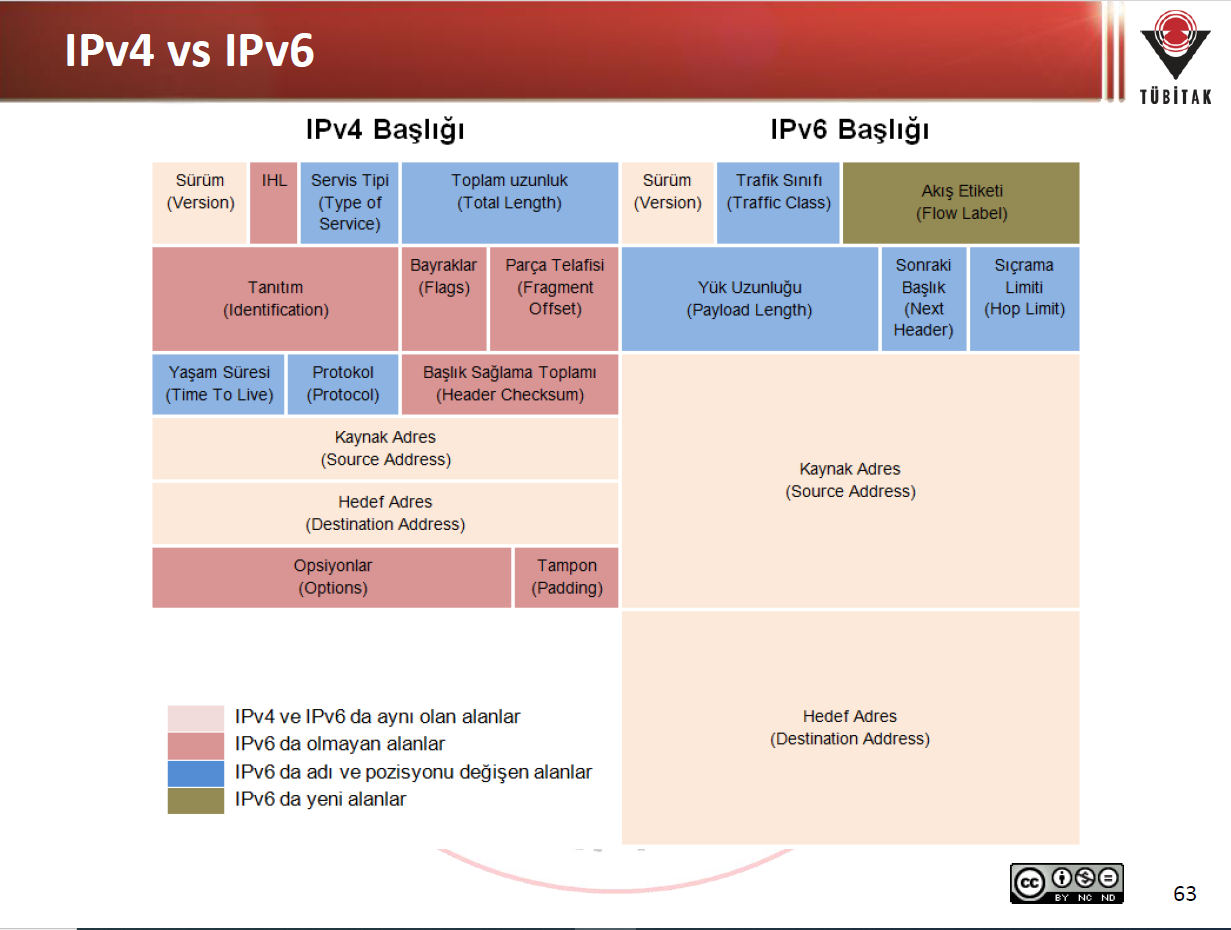 IPv4 vs IPv6
TÜBİTAK
IPv4 Başlığı
IPv6 Başlığı
Sürüm
(Version)
IHL
Servis Tipi
(Type of
Service)
Toplam uzunluk
(Total Length)
Sürüm
(Version)
Trafik Sınıfı
(Traffic Class)
Akış Etiketi
(Flow Label)
Tanıtım
(Identification)
Bayraklar
(Flags)
Parça Telafisi
(Fragment
Offset)
Yük Uzunluğu
(Payload Length)
Sonraki
Başlık
(Next
Header)
Sıçrama
Limiti
(Hop Limit)
Yaşam Süresi
(Time To Live)
Protokol
(Protocol)
Başlık Sağlama Toplamı
(Header Checksum)
Kaynak Adres
(Source Address)
Hedef Adres
(Destination Address)
Opsiyonlar
(Options)
Tampon
(Padding)
Kaynak Adres
(Source Address)
Hedef Adres
(Destination Address)
IPv4 ve IPv6 da aynı olan alanlar
IPv6 da olmayan alanlar
IPv6 da adı ve pozisyonu değişen alanlar
IPv6 da yeni alanlar
cc
BY NC ND
63